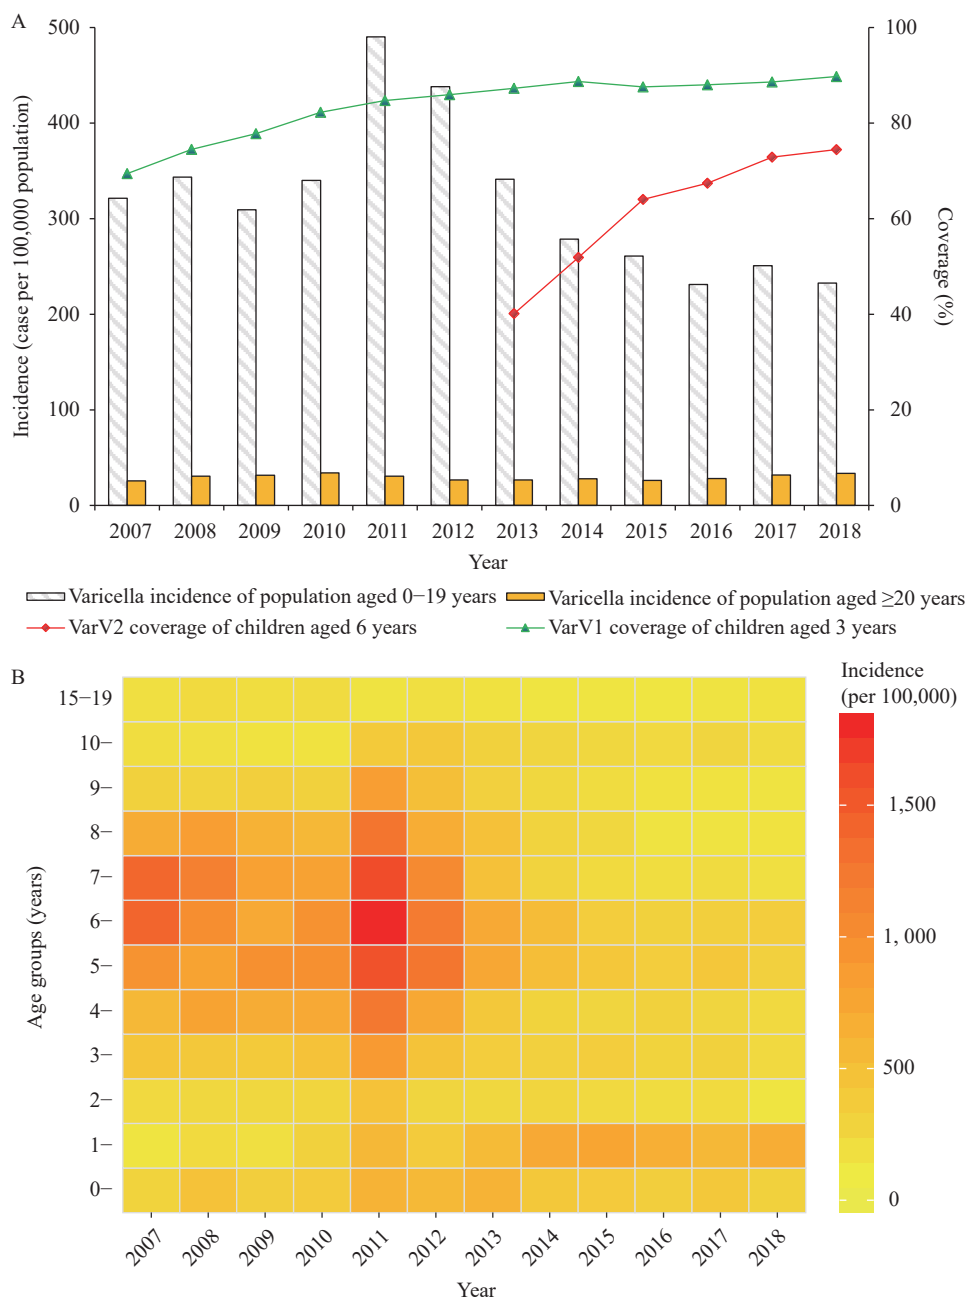 A
Incidence (case per 100,000 population)
500
400
300
200
100
0
100
80
60
40
20
0
Coverage (%)
2007 2008 2009 2010 2011 2012 2013 2014 2015 2016 2017 2018
Year
Varicella incidence of population aged 0−19 years
Varicella incidence of population aged ≥20 years
VarV2 coverage of children aged 6 years
VarV1 coverage of children aged 3 years
B
Age groups (years)
15−19
10−
9−
8−
7−
6−
5−
4−
3−
2−
1−
0−
2007 2008 2009 2010 2011 2012 2013 2014 2015 2016 2017 2018
Year
Incidence
(per 100,000)
1,500
1, 000
500
0